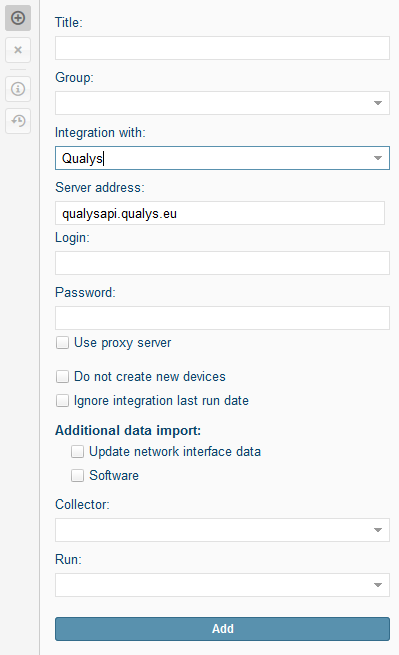 Title:
Group:
Integration with:
Qualys
Server address:
qualysapi.qualys.eu
Login:
Password:
Use proxy server
Do not create new devices
Ignore integration last run date
Additional data import:
Update network interface data
Software
Collector:
Run:
Add